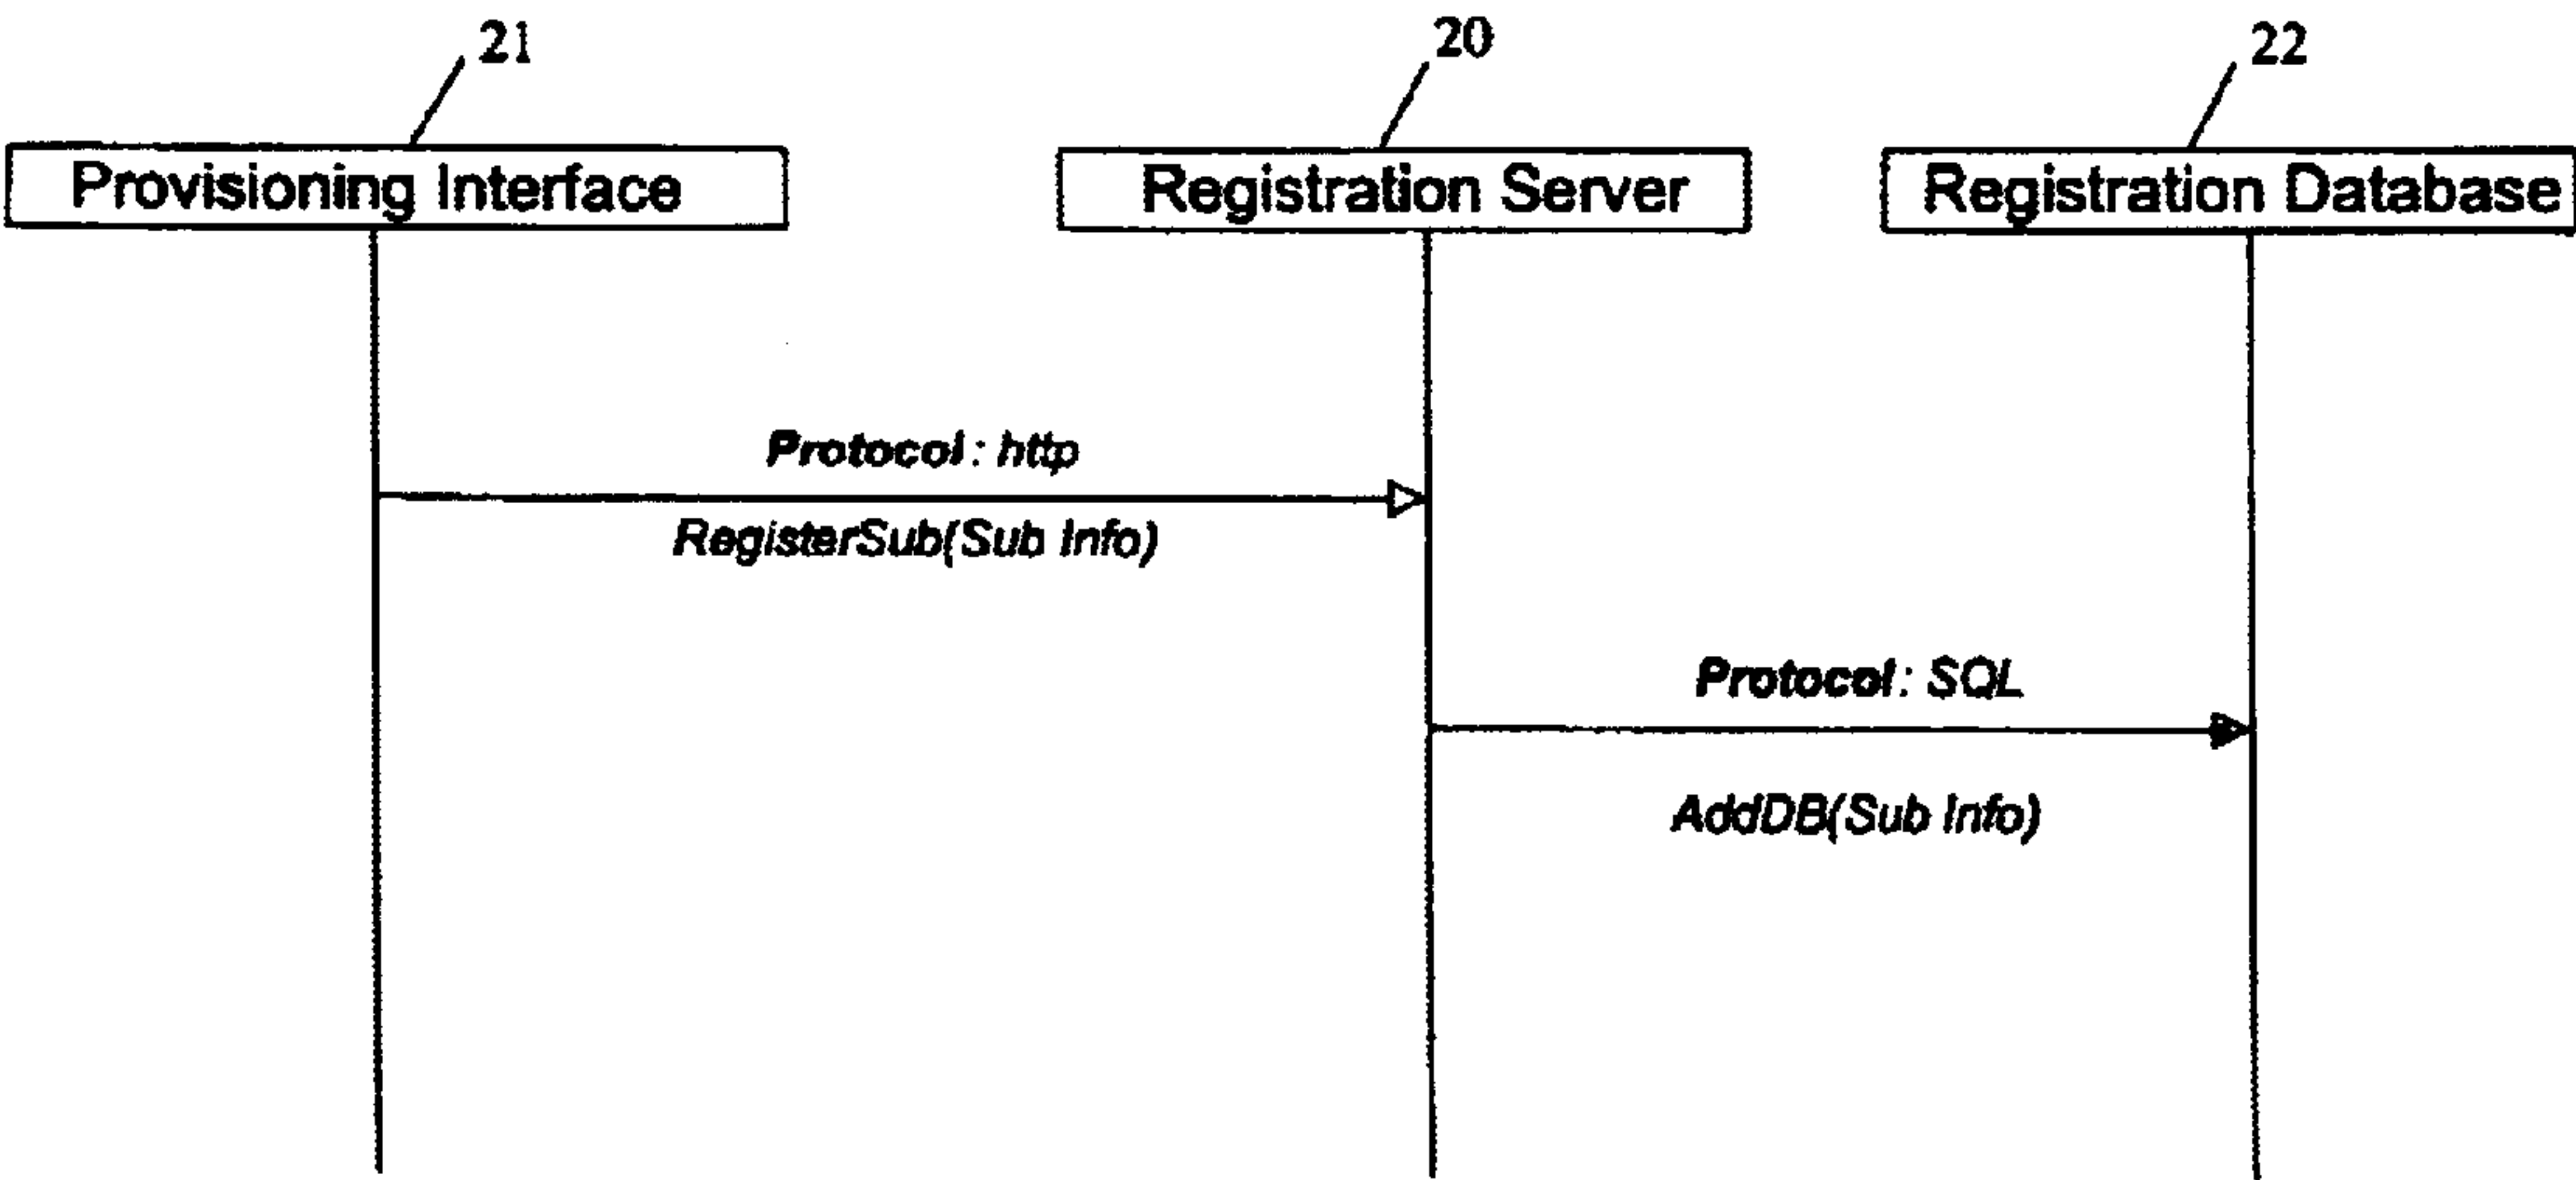 21
20
22
Provisioning Interface
Registration Server
Registration Database
Protocol: http
RegisterSub(Sub Info)
Protocol: SQL
AddDB(Sub Info)